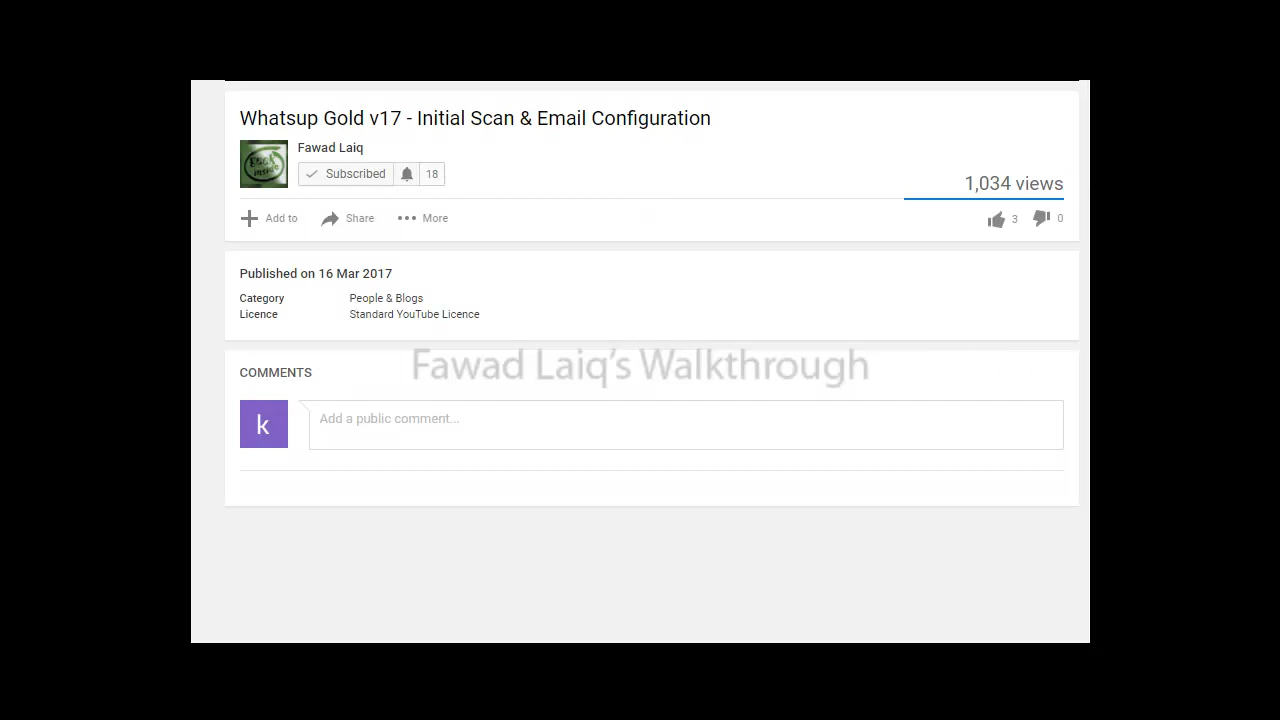 Whatsup Gold v17 - Initial Scan & Email Configuration
Fawad Laiq
Subscribed 18
1,034 views
Add to Share More 3 0
Published on 16 Mar 2017
Category People & Blogs
Licence Standard YouTube Licence
Fawad Laiq's Walkthrough
COMMENTS
k Add a public comment...